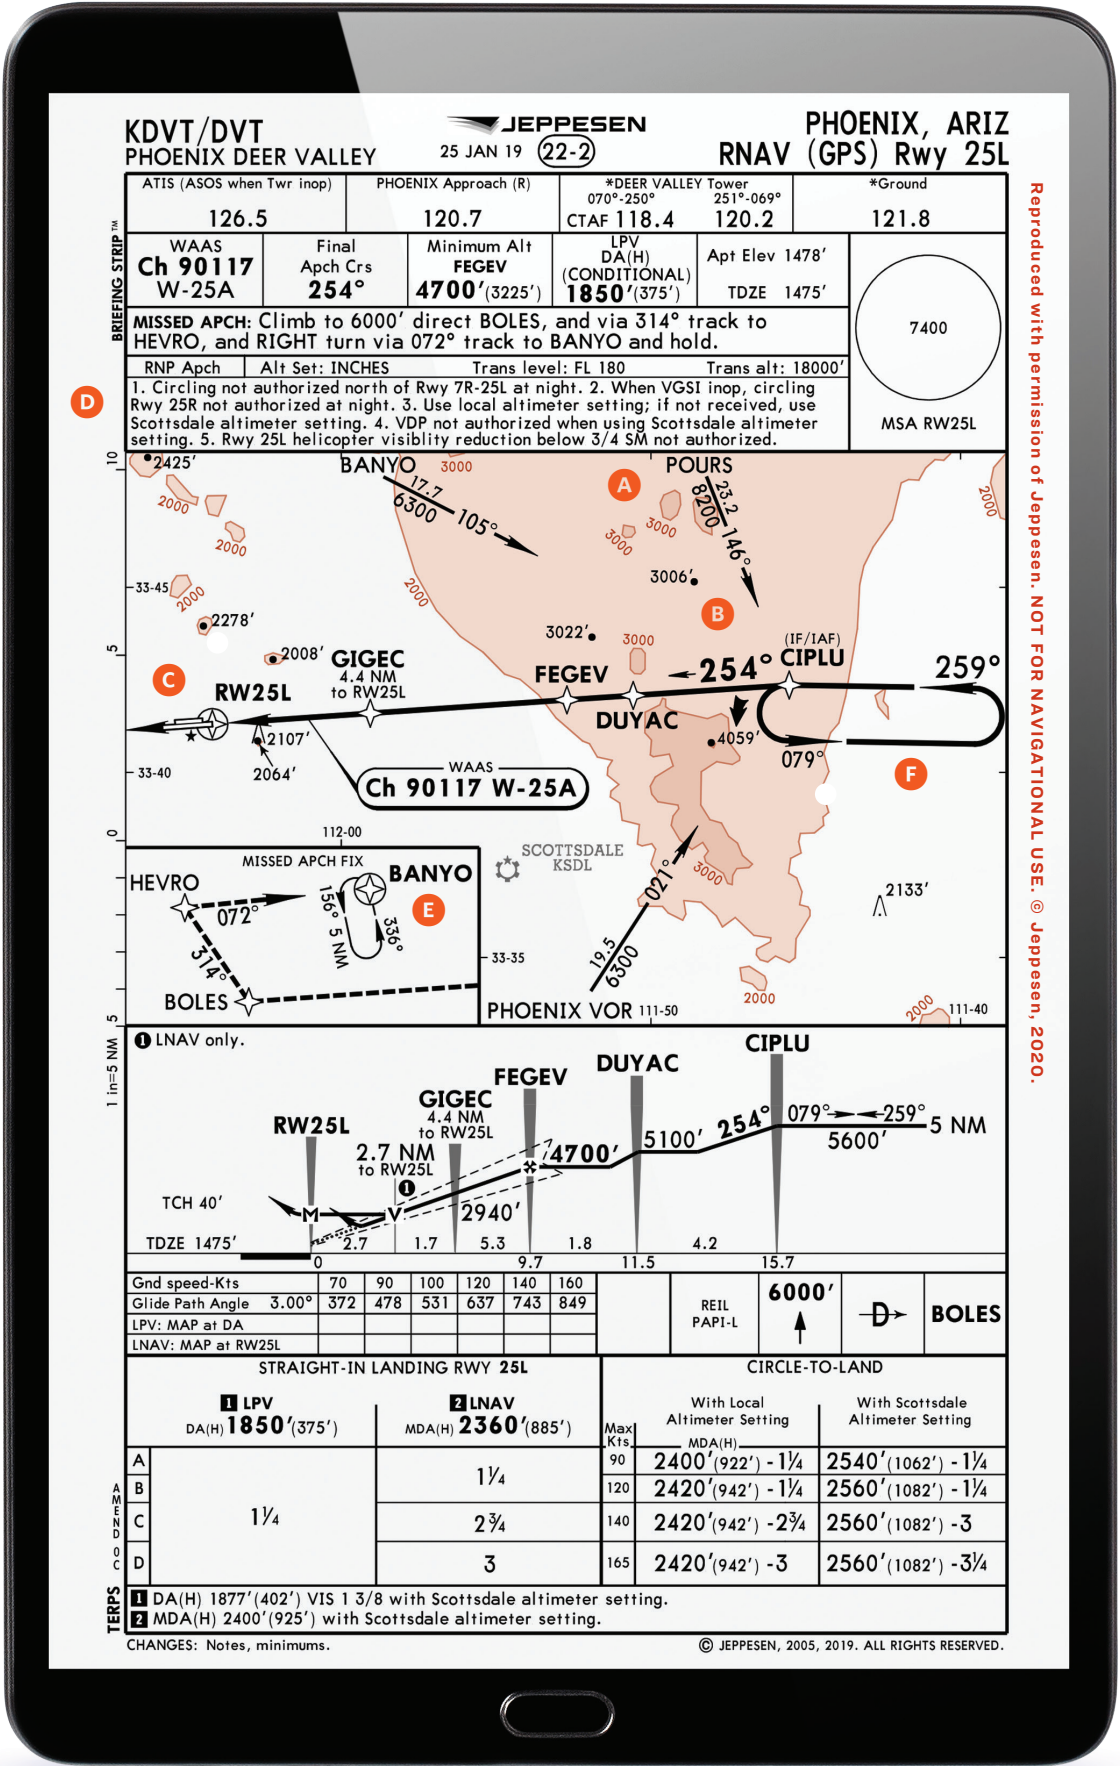 KDVT/DVT
PHOENIX DEER VALLEY
JEPPESEN
25 JAN 19
22-2
PHOENIX, ARIZ
RNAV (GPS) Rwy 25L
BRIEFING STRIP™
ATIS (ASOS when Twr inop)
126.5
PHOENIX Approach (R)
120.7
*DEER VALLEY Tower
070°-250° 251°-069°
CTAF 118.4 120.2
*Ground
121.8
WAAS
Ch 90117
W-25A
Final
Apch Crs
254°
Minimum Alt
FEGEV
4700'(3225')
LPV
DA(H)
(CONDITIONAL)
1850'(375')
Apt Elev 1478'
TDZE 1475'
7400
MSA RW25L
MISSED APCH: Climb to 6000' direct BOLES, and via 314° track to
HEVRO, and RIGHT turn via 072° track to BANYO and hold.
RNP Apch Alt Set: INCHES Trans level: FL 180 Trans alt: 18000'
1. Circling not authorized north of Rwy 7R-25L at night. 2. When VGSI inop, circling
Rwy 25R not authorized at night. 3. Use local altimeter setting; if not received, use
Scottsdale altimeter setting. 4. VDP not authorized when using Scottsdale altimeter
setting. 5. Rwy 25L helicopter visiblity reduction below 3/4 SM not authorized.
D
Reproduced with permission of Jeppesen. NOT FOR NAVIGATIONAL USE. © Jeppesen, 2020.
10
2425'
BANYO
3000
POURS
A
2000
17.7
6300
105°
23.2
8200
146°
3000
3000
2000
2000
33-45
2000
2000
3006'
B
2278'
3022'
3000
(IF/IAF)
CIPLU
5
2008'
GIGEC
4.4 NM
to RW25L
FEGEV
254°
259°
C
RW25L
DUYAC
2107'
4059'
079°
33-40
2064'
WAAS
Ch 90117 W-25A
F
0
112-00
MISSED APCH FIX
HEVRO
BANYO
072°
156° 5 NM
336°
E
314°
BOLES
SCOTTSDALE
KSDL
021°
3000
2133'
33-35
19.5
6300
2000
PHOENIX VOR
111-50
2000
111-40
5
1 in=5 NM
1 LNAV only.
CIPLU
DUYAC
FEGEV
GIGEC
4.4 NM
to RW25L
RW25L
2.7 NM
to RW25L
1
254°
079°
259°
5 NM
5600'
5100'
4700'
2940'
TCH 40'
M
V
TDZE 1475'
2.7 1.7 5.3 1.8 4.2
0 9.7 11.5 15.7
Gnd speed-Kts 70 90 100 120 140 160
Glide Path Angle 3.00° 372 478 531 637 743 849
LPV: MAP at DA
LNAV: MAP at RW25L
REIL
PAPI-L
6000'
D
BOLES
STRAIGHT-IN LANDING RWY 25L
CIRCLE-TO-LAND
1 LPV
DA(H) 1850'(375')
2 LNAV
MDA(H) 2360'(885')
With Local
Altimeter Setting
With Scottsdale
Altimeter Setting
Max
Kts
MDA(H)
A 1¼ 1¼ 90 2400'(922') -1¼ 2540'(1062') -1¼
B 120 2420'(942') -1¼ 2560'(1082') -1¼
C 2¾ 140 2420'(942') -2¾ 2560'(1082') -3
D 3 165 2420'(942') -3 2560'(1082') -3¼
AMEND 0C
TERPS
1 DA(H) 1877'(402') VIS 1 3/8 with Scottsdale altimeter setting.
2 MDA(H) 2400'(925') with Scottsdale altimeter setting.
CHANGES: Notes, minimums.
© JEPPESEN, 2005, 2019. ALL RIGHTS RESERVED.